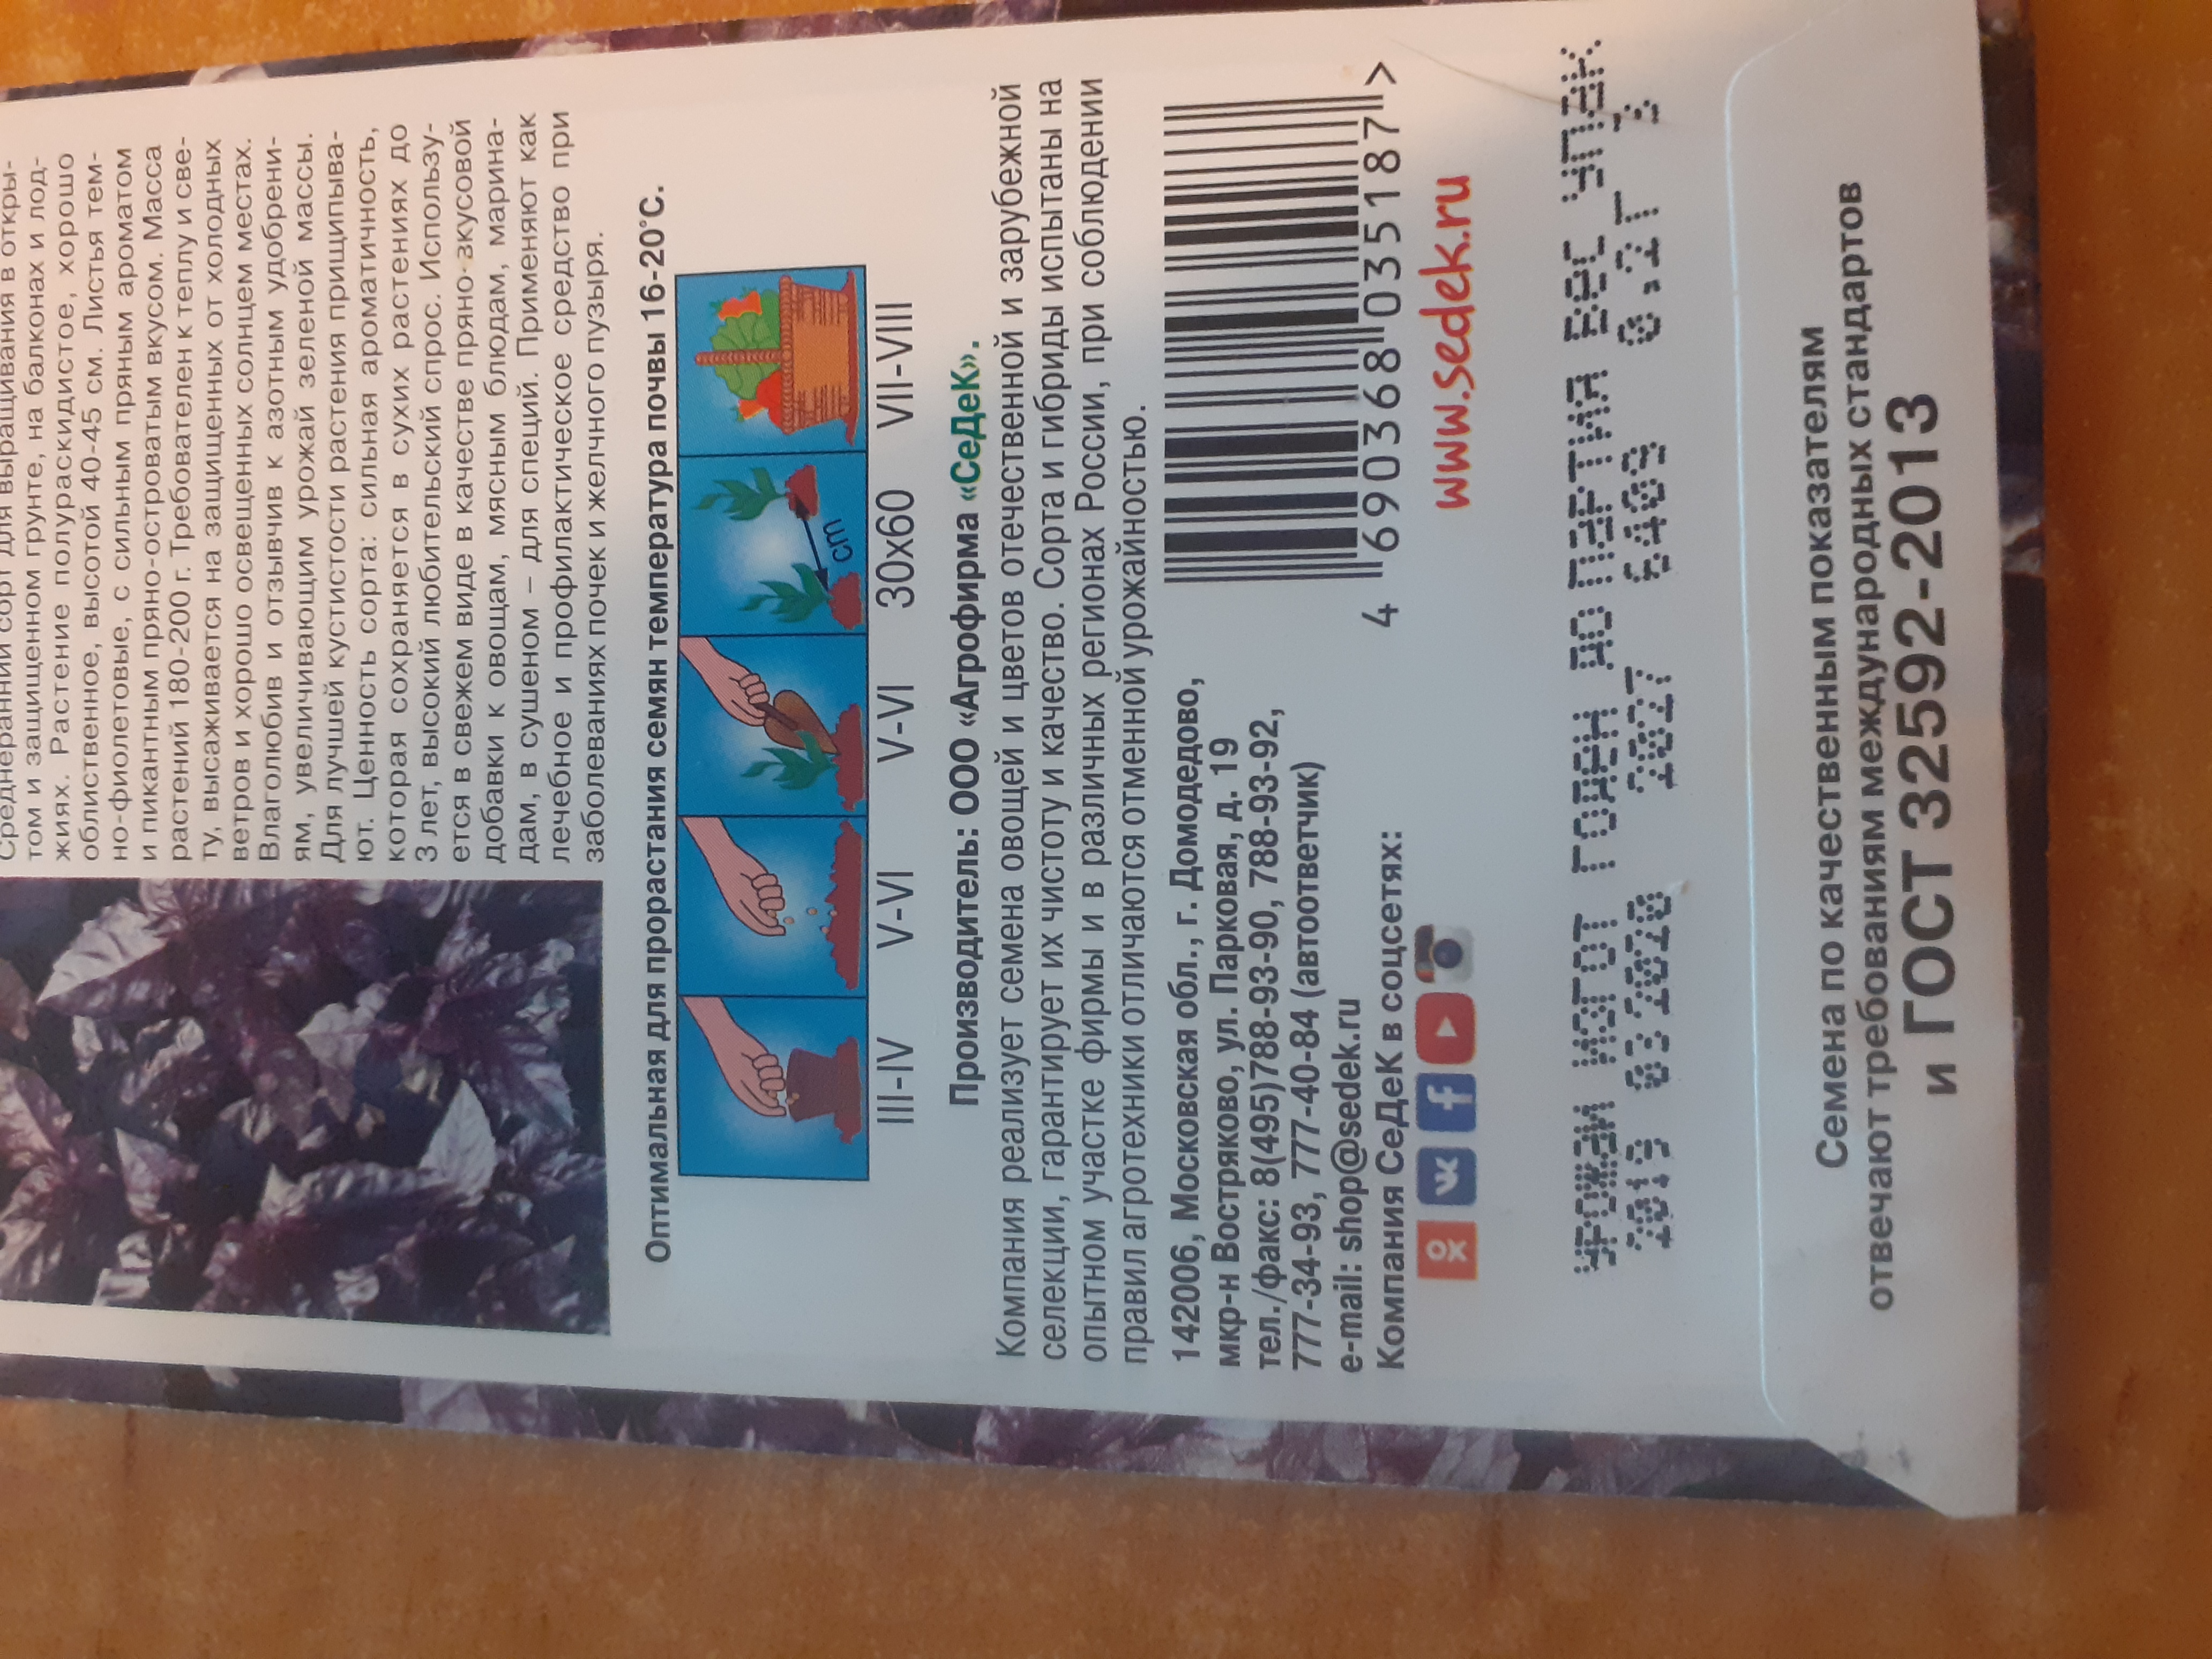 Среднеранний сорт для выращивания в откры-
том и защищенном грунте, на балконах и лод-
жиях. Растение полураскидистое, хорошо
облиственное, высотой 40-45 см. Листья тем-
но-фиолетовые, с сильным пряным ароматом
и пикантным пряно-островатым вкусом. Масса
растений 180-200 г. Требователен к теплу и све-
ту, высаживается на защищенных от холодных
ветров и хорошо освещенных солнцем местах.
Влаголюбив и отзывчив к азотным удобрени-
ям, увеличивающим урожай зеленой массы.
Для лучшей кустистости растения прищипыва-
ют. Ценность сорта: сильная ароматичность,
которая сохраняется в сухих растениях до
3 лет, высокий любительский спрос. Использу-
ется в свежем виде в качестве пряно-вкусовой
добавки к овощам, мясным блюдам, марина-
дам, в сушеном – для специй. Применяют как
лечебное и профилактическое средство при
заболеваниях почек и желчного пузыря.
Оптимальная для прорастания семян температура почвы 16-20°С.
cm
III-IV V-VI V-VI 30x60 VII-VIII
Производитель: ООО «Агрофирма «СеДеК».
Компания реализует семена овощей и цветов отечественной и зарубежной
селекции, гарантирует их чистоту и качество. Сорта и гибриды испытаны на
опытном участке фирмы и в различных регионах России, при соблюдении
правил агротехники отличаются отменной урожайностью.
142006, Московская обл., г. Домодедово,
мкр-н Востряково, ул. Парковая, д. 19
тел./факс: 8(495)788-93-90, 788-93-92,
777-34-93, 777-40-84 (автоответчик)
e-mail: shop@sedek.ru
Компания СеДеК в соцсетях:
4 690368 035187 >
www.sedek.ru
УРОЖАЙ ИЗГОТ ГОДЕН ДО ПАРТИЯ ВЕС УПАК
2019 032020 122027 6403 0.2Г
Семена по качественным показателям
отвечают требованиям международных стандартов
и ГОСТ 32592-2013